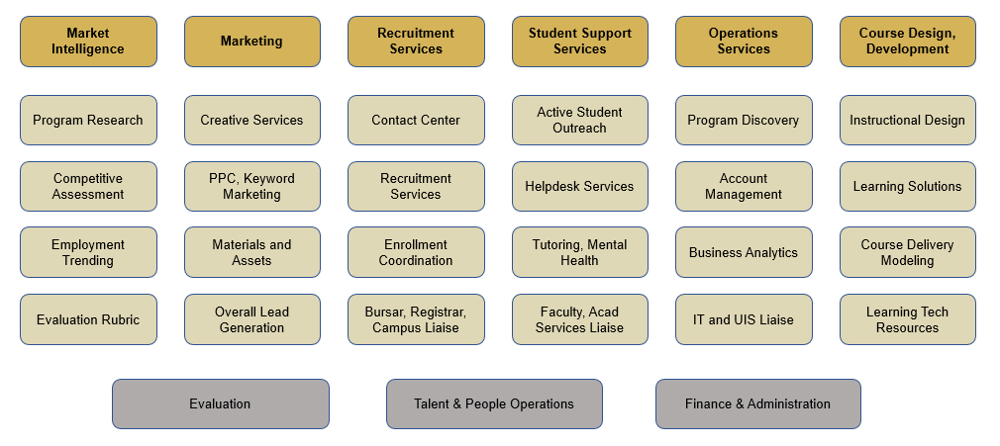 Market
Intelligence
Marketing
Recruitment
Services
Student Support
Services
Operations
Services
Course Design,
Development
Program Research
Creative Services
Contact Center
Active Student
Outreach
Program Discovery
Instructional Design
Competitive
Assessment
PPC, Keyword
Marketing
Recruitment
Services
Helpdesk Services
Account
Management
Learning Solutions
Employment
Trending
Materials and
Assets
Enrollment
Coordination
Tutoring, Mental
Health
Business Analytics
Course Delivery
Modeling
Evaluation Rubric
Overall Lead
Generation
Bursar, Registrar,
Campus Liaise
Faculty, Acad
Services Liaise
IT and UIS Liaise
Learning Tech
Resources
Evaluation
Talent & People Operations
Finance & Administration